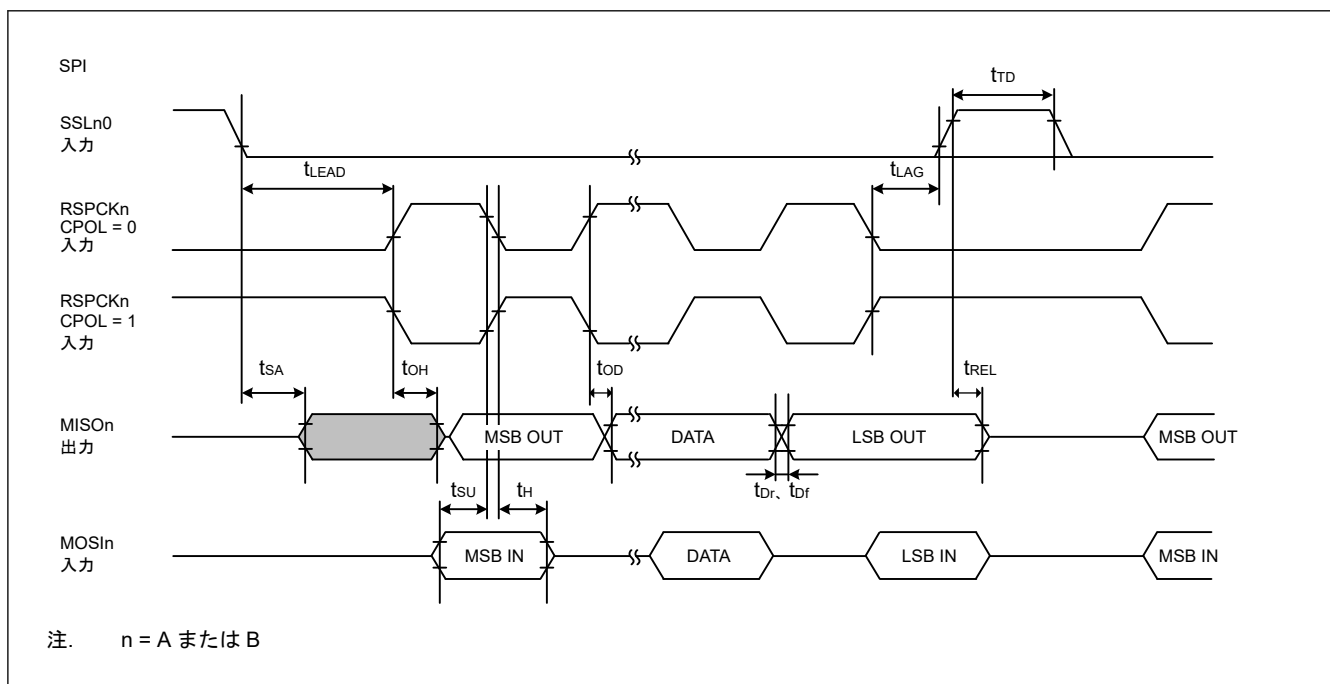 SPI
tTD
SSLn0
入力
tLEAD
tLAG
RSPCKn
CPOL = 0
入力
RSPCKn
CPOL = 1
入力
tSA
tOH
tOD
tREL
MISOn
出力
MSB OUT
DATA
LSB OUT
MSB OUT
tSU
tH
tDr、tDf
MOSIn
入力
MSB IN
DATA
LSB IN
MSB IN
注. n = A または B